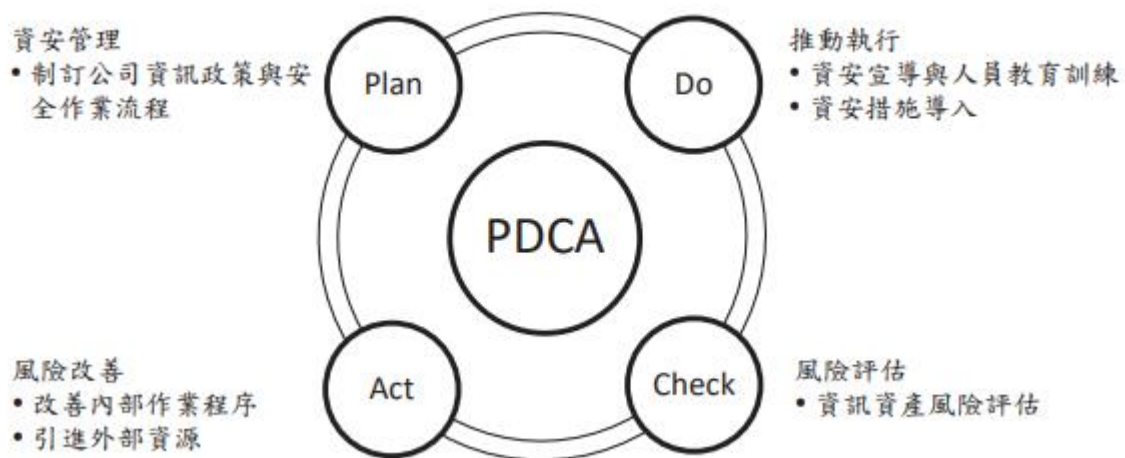 資安管理
• 制訂公司資訊政策與安
全作業流程
Plan
Do
推動執行
• 資安宣導與人員教育訓練
• 資安措施導入
PDCA
風險改善
• 改善內部作業程序
• 引進外部資源
Act
Check
風險評估
• 資訊資產風險評估